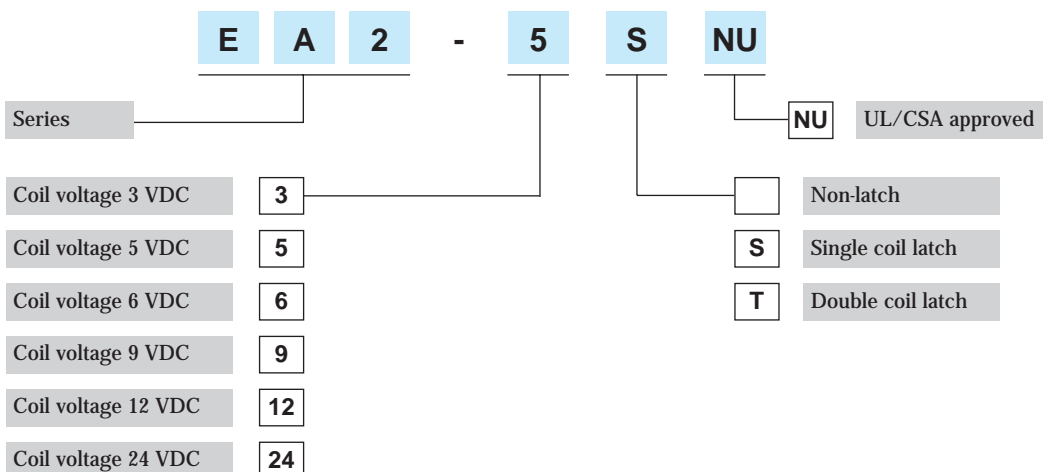 E A 2 - 5 S NU
Series
NU UL/CSA approved
Coil voltage 3 VDC 3
Non-latch
Coil voltage 5 VDC 5
S Single coil latch
Coil voltage 6 VDC 6
T Double coil latch
Coil voltage 9 VDC 9
Coil voltage 12 VDC 12
Coil voltage 24 VDC 24